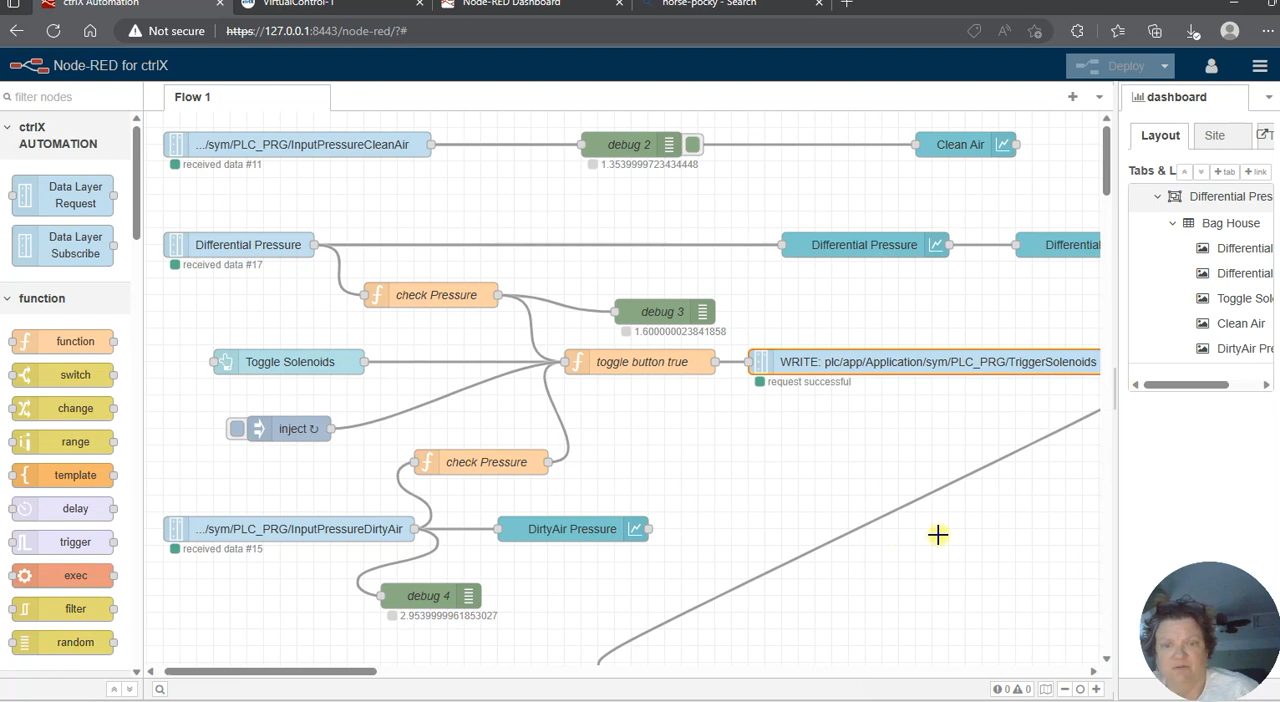 ctrlX Automation
VirtualControl-1
Node-RED Dashboard
horse-pocky - Search
Not secure
https://127.0.0.1:8443/node-red/?#
Node-RED for ctrlX
Deploy
filter nodes
Flow 1
dashboard
ctrlX
AUTOMATION
Layout
Site
Tabs & L
tab
link
Data Layer
Request
Data Layer
Subscribe
function
function
switch
change
range
template
delay
trigger
exec
filter
random
.../sym/PLC_PRG/InputPressureCleanAir
received data #11
debug 2
1.3539999723434448
Clean Air
Differential Pressure
received data #17
Differential Pressure
Differential
check Pressure
debug 3
1.600000023841858
Toggle Solenoids
toggle button true
WRITE: plc/app/Application/sym/PLC_PRG/TriggerSolenoids
request successful
inject ↻
check Pressure
.../sym/PLC_PRG/InputPressureDirtyAir
received data #15
DirtyAir Pressure
debug 4
2.9539999961853027
Differential Pres
Bag House
Differential
Differential
Toggle Sol
Clean Air
DirtyAir Pr
0
0